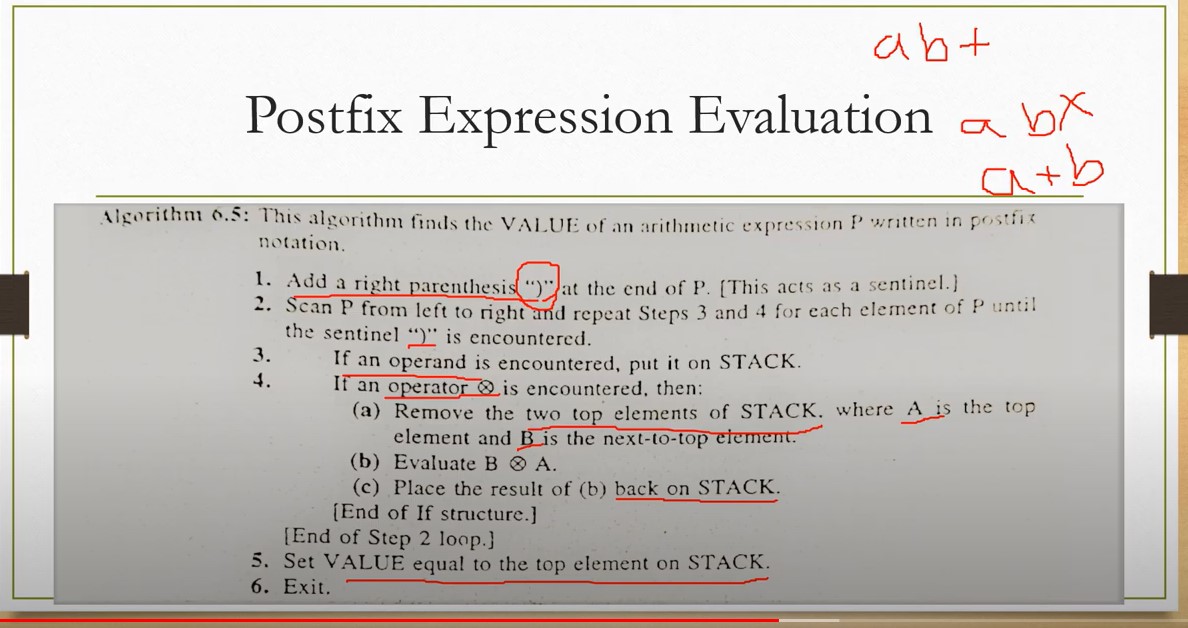 ab+
Postfix Expression Evaluation
a bx
a+b
Algorithm 6.5: This algorithm finds the VALUE of an arithmetic expression P written in postfix
notation.
1. Add a right parenthesis “)” at the end of P. [This acts as a sentinel.]
2. Scan P from left to right and repeat Steps 3 and 4 for each element of P until
the sentinel “)” is encountered.
3. If an operand is encountered, put it on STACK.
4. If an operator ⊗ is encountered, then:
(a) Remove the two top elements of STACK. where A is the top
element and B is the next-to-top element.
(b) Evaluate B ⊗ A.
(c) Place the result of (b) back on STACK.
[End of If structure.]
[End of Step 2 loop.]
5. Set VALUE equal to the top element on STACK.
6. Exit.